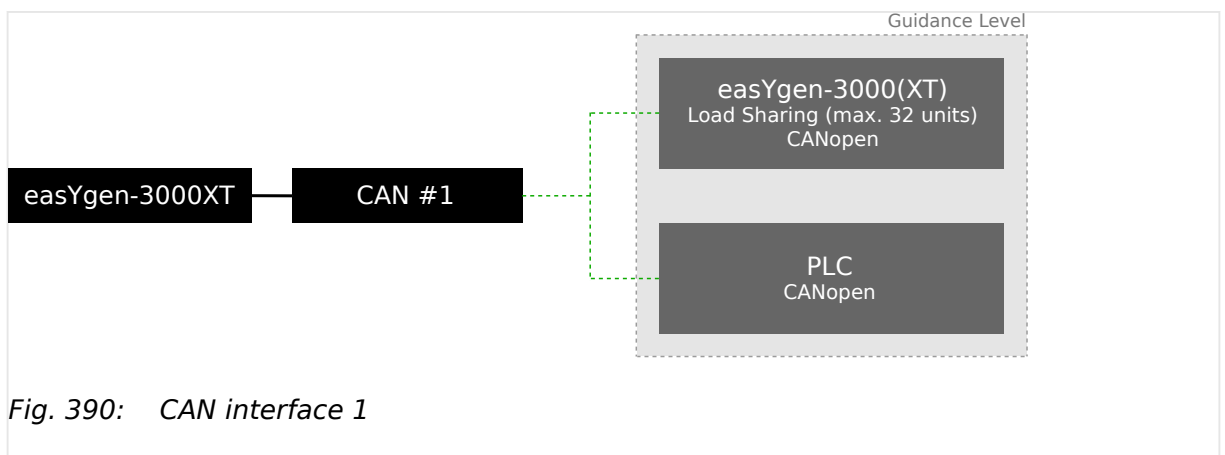 Guidance Level
easYgen-3000(XT)
Load Sharing (max. 32 units)
CANopen
easYgen-3000XT
CAN #1
PLC
CANopen
Fig. 390: CAN interface 1